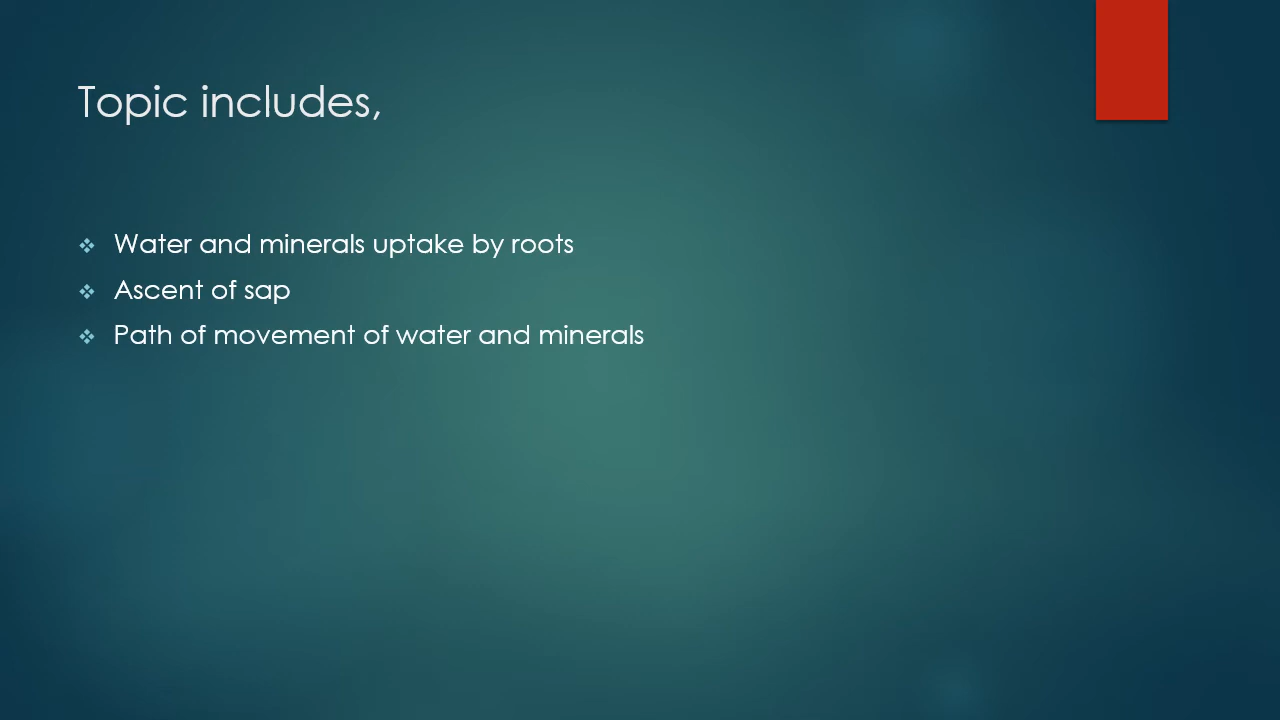 Topic includes,
Water and minerals uptake by roots
Ascent of sap
Path of movement of water and minerals